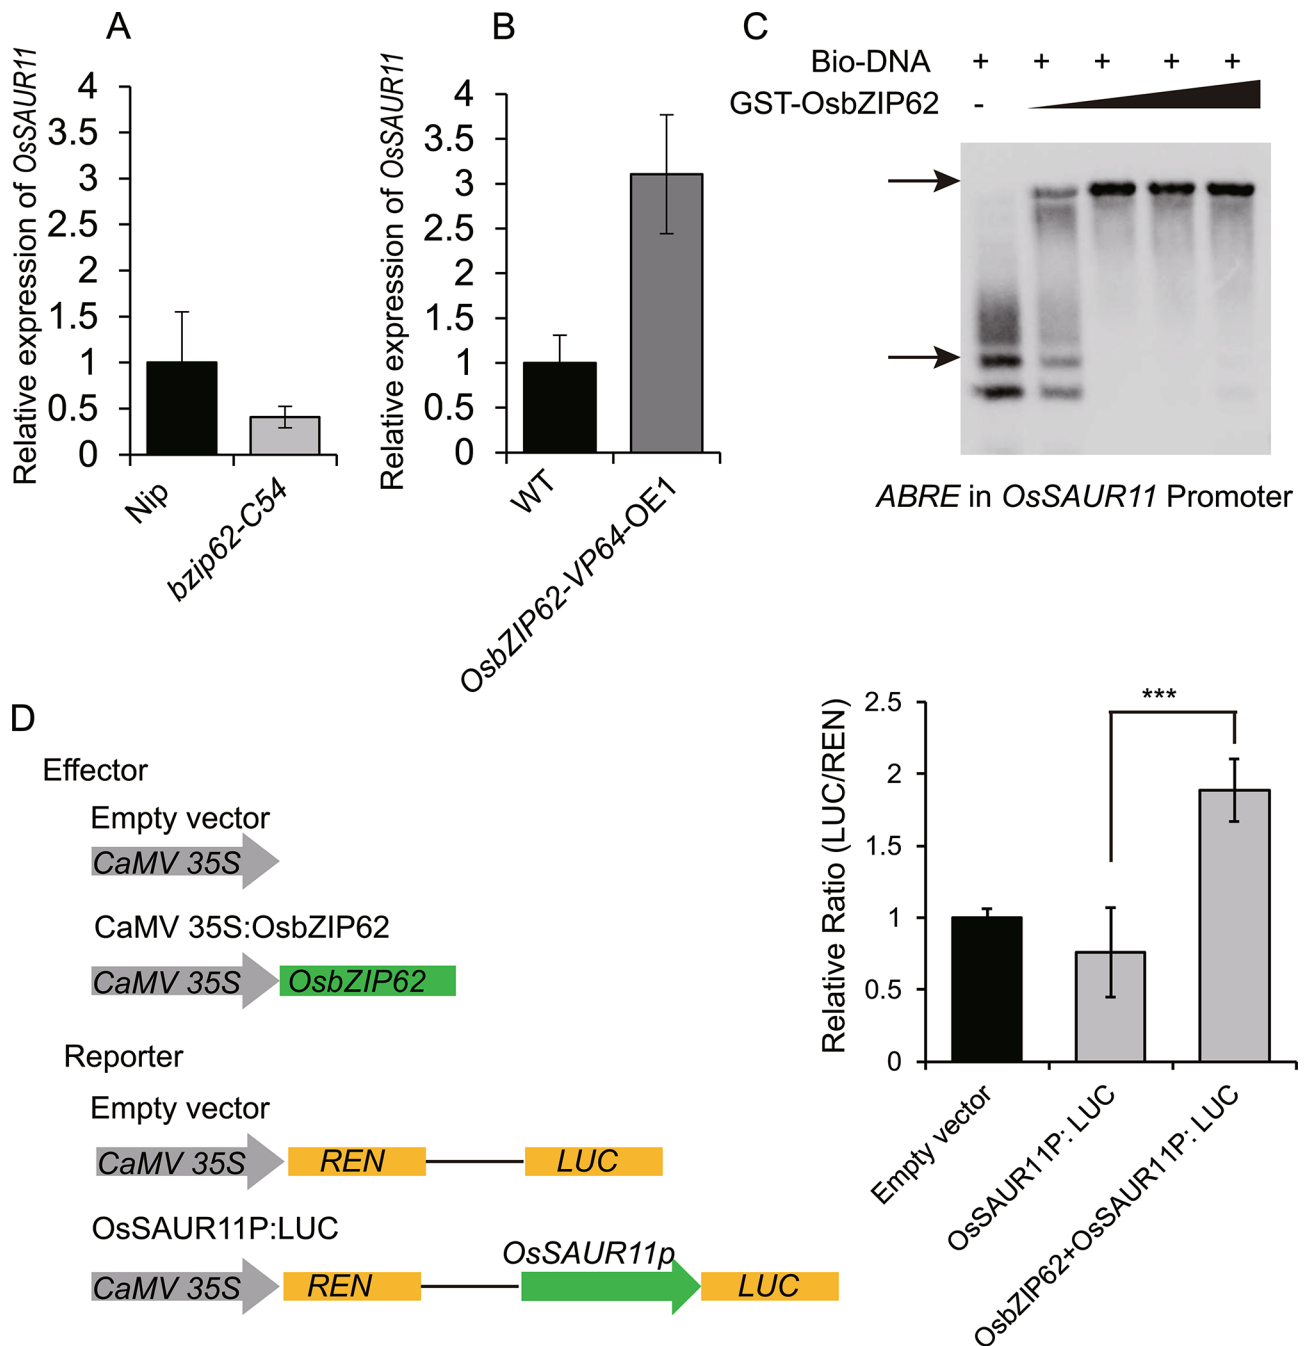 A
Relative expression of OsSAUR11
4
3.5
3
2.5
2
1.5
1
0.5
0
Nip
bzip62-C54
B
Relative expression of OsSAUR11
4
3.5
3
2.5
2
1.5
1
0.5
0
WT
OsbZIP62-VP64-OE1
C
Bio-DNA + + + + +
GST-OsbZIP62 -
ABRE in OsSAUR11 Promoter
D
Effector
Empty vector
CaMV 35S
CaMV 35S:OsbZIP62
CaMV 35S OsbZIP62
Reporter
Empty vector
CaMV 35S REN LUC
OsSAUR11P:LUC
OsSAUR11p
CaMV 35S REN LUC
Relative Ratio (LUC/REN)
2.5
2
1.5
1
0.5
0
***
Empty vector
OsSAUR11P: LUC
OsbZIP62+OsSAUR11P: LUC